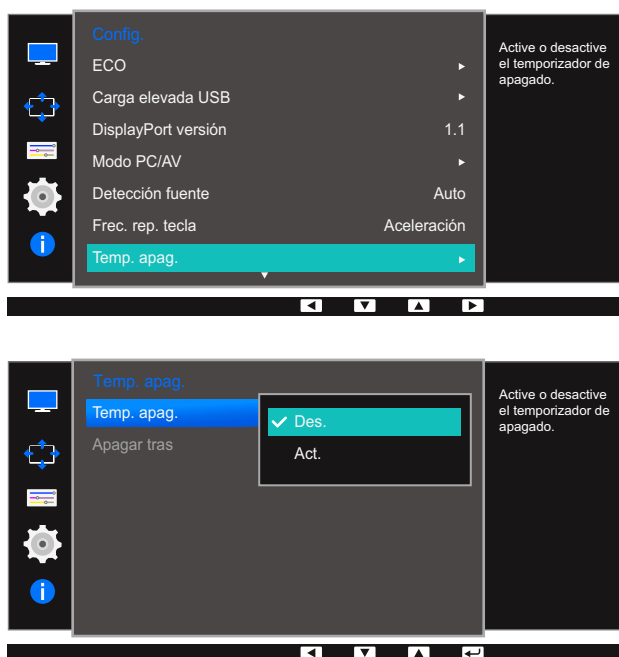 Config.
ECO
Carga elevada USB
DisplayPort versión 1.1
Modo PC/AV
Detección fuente Auto
Frec. rep. tecla Aceleración
Temp. apag.
Active o desactive
el temporizador de
apagado.
Temp. apag.
Temp. apag.
Apagar tras
Des.
Act.
Active o desactive
el temporizador de
apagado.